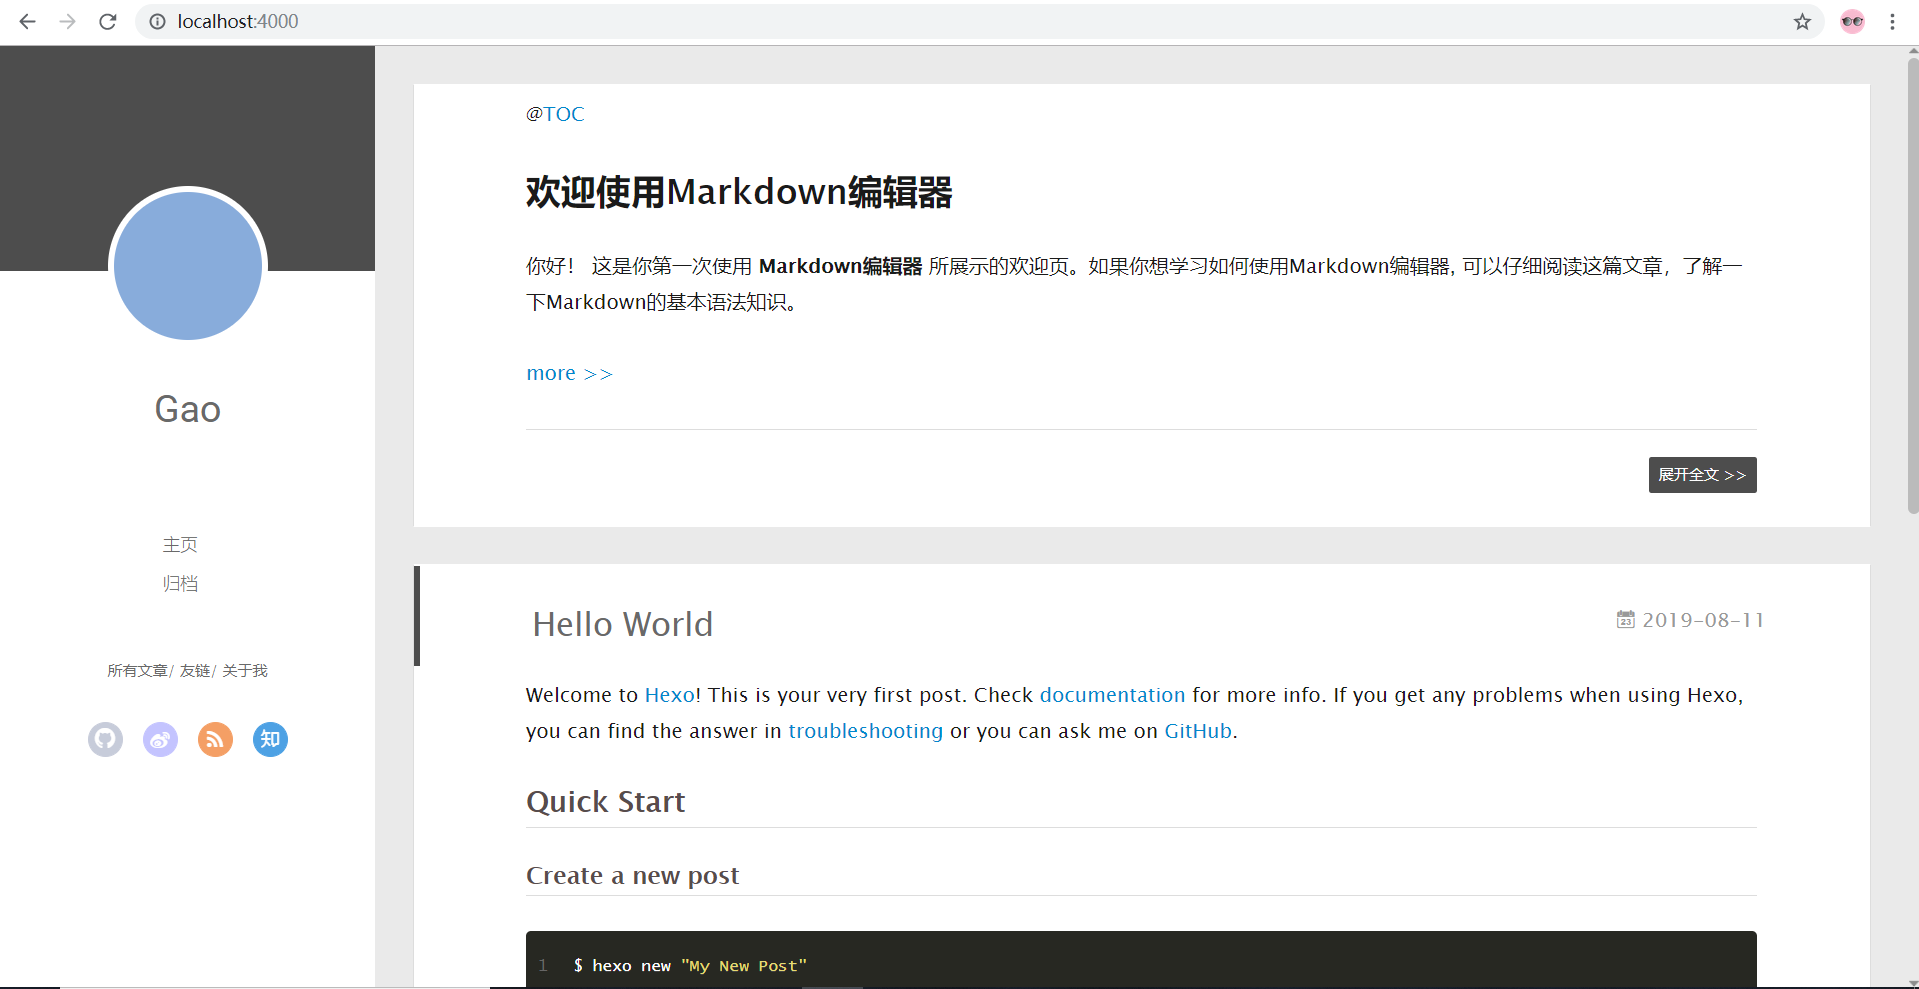 localhost:4000
Gao
主页
归档
所有文章/ 友链/ 关于我
知
@TOC
欢迎使用Markdown编辑器
你好! 这是你第一次使用 Markdown编辑器 所展示的欢迎页。如果你想学习如何使用Markdown编辑器, 可以仔细阅读这篇文章，了解一
下Markdown的基本语法知识。
more >>
展开全文 >>
Hello World
23 2019-08-11
Welcome to Hexo! This is your very first post. Check documentation for more info. If you get any problems when using Hexo,
you can find the answer in troubleshooting or you can ask me on GitHub.
Quick Start
Create a new post
1 $ hexo new "My New Post"